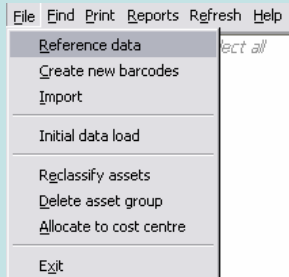 File Find Print Reports Refresh Help
Reference data
Create new barcodes
Import
Initial data load
Reclassify assets
Delete asset group
Allocate to cost centre
Exit
all